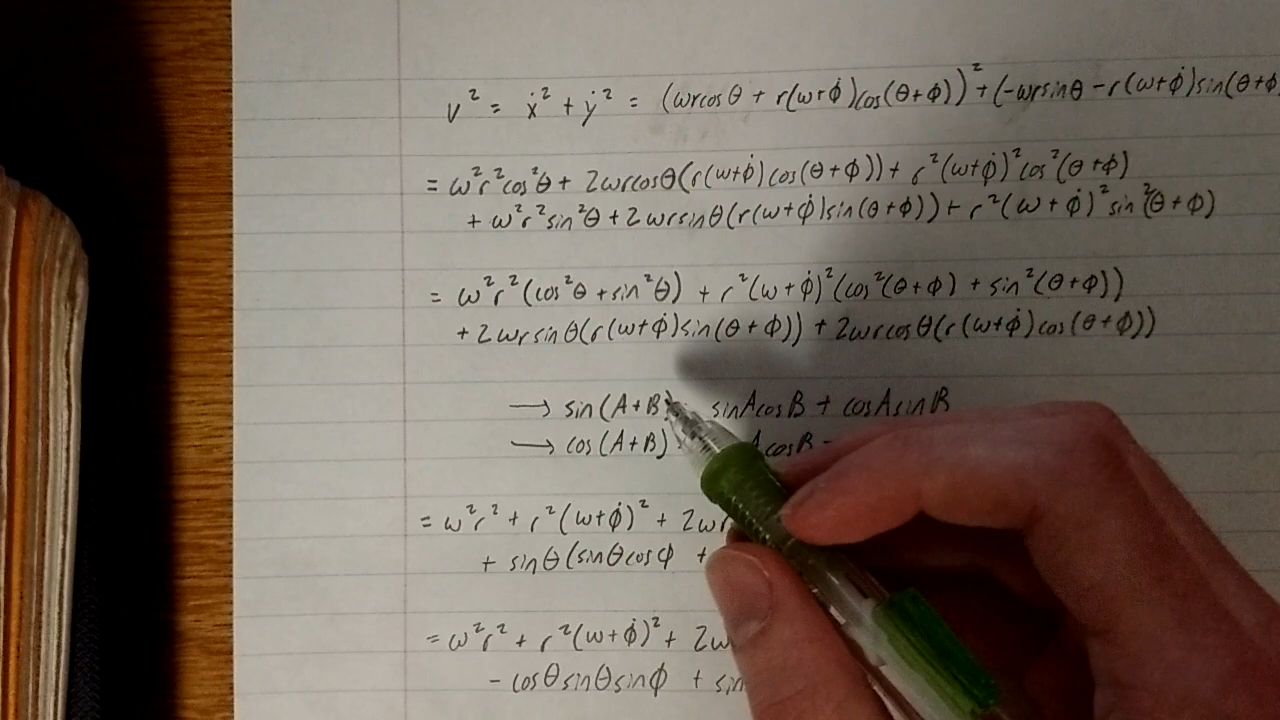 v² = ẋ² + ẏ² = (ωrcosθ + r(ω+ϕ̇)cos(θ+ϕ))² + (-ωrsinθ - r(ω+ϕ̇)sin(θ+ϕ
= ω²r²cos²θ + 2ωrcosθ(r(ω+ϕ̇)cos(θ+ϕ)) + r²(ω+ϕ̇)²cos²(θ+ϕ)
+ ω²r²sin²θ + 2ωrsinθ(r(ω+ϕ̇)sin(θ+ϕ)) + r²(ω+ϕ̇)²sin²(θ+ϕ)
= ω²r²(cos²θ + sin²θ) + r²(ω+ϕ̇)²(cos²(θ+ϕ) + sin²(θ+ϕ))
+ 2ωrsinθ(r(ω+ϕ̇)sin(θ+ϕ)) + 2ωrcosθ(r(ω+ϕ̇)cos(θ+ϕ))
→ sin(A+B) sinAcosB + cosAsinB
→ cos(A+B) AcosB -
= ω²r² + r²(ω+ϕ̇)² + 2ωr
+ sinθ(sinθcosϕ +
= ω²r² + r²(ω+ϕ̇)² + 2ω
- cosθsinθsinϕ + sin